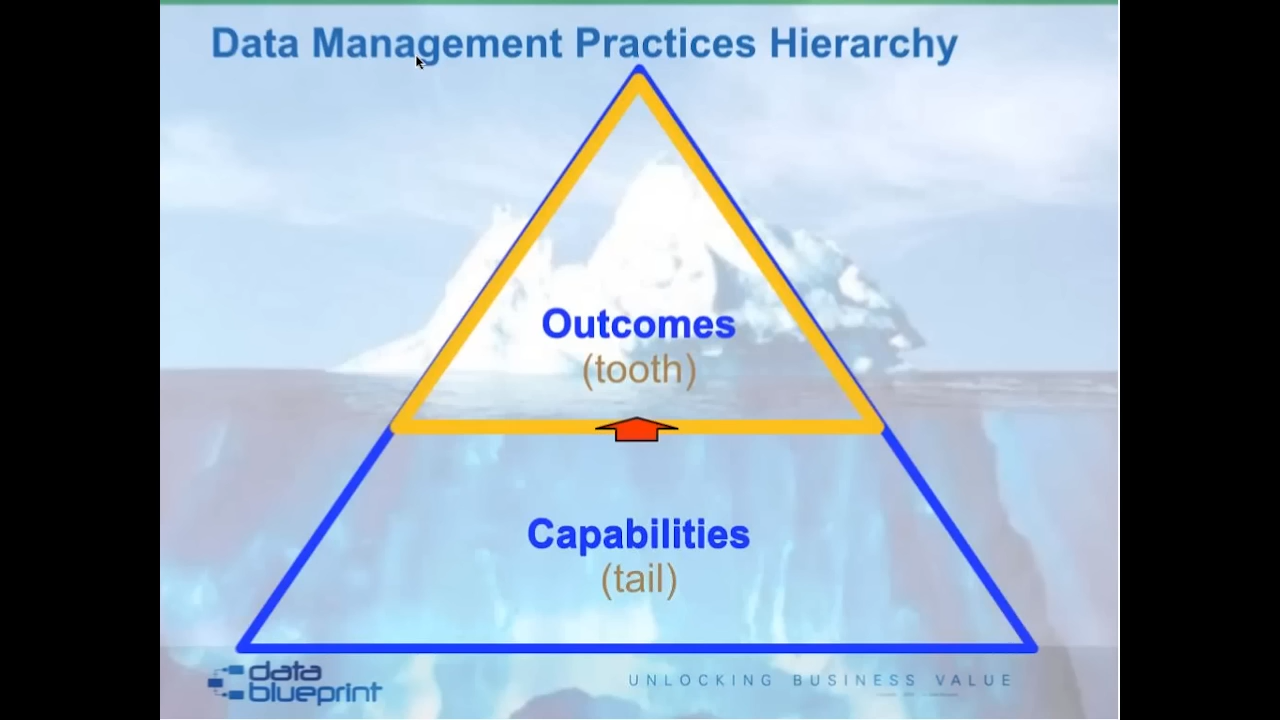 Data Management Practices Hierarchy
Outcomes
(tooth)
Capabilities
(tail)
data
blueprint
UNLOCKING BUSINESS VALUE